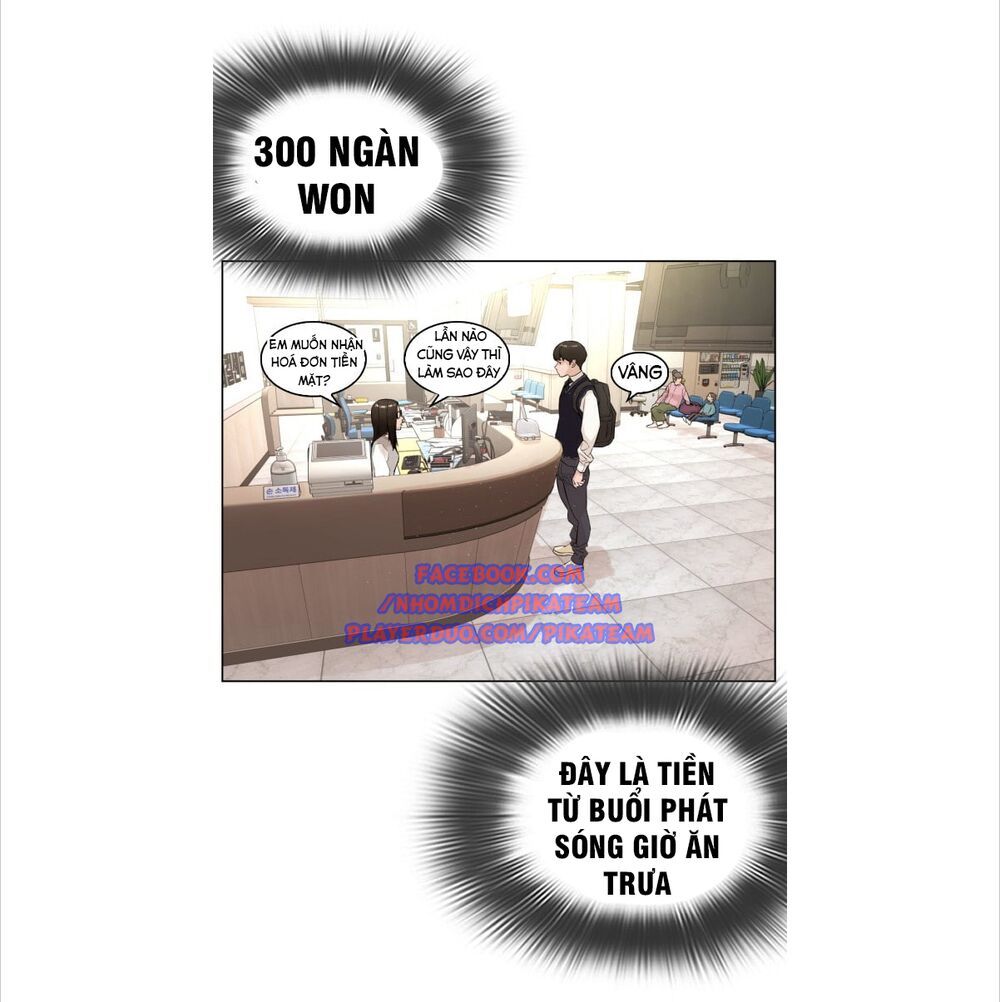 300 NGÀN
WON
EM MUỐN NHẬN
HOÁ ĐƠN TIỀN
MẶT?
LẦN NÀO
CŨNG VẬY THÌ
LÀM SAO ĐÂY
VÂNG
손 소독제
FACEBOOK.COM
/NHOMDICHPIKATEAM
PLAYERDUO.COM/PIKATEAM
ĐÂY LÀ TIỀN
TỪ BUỔI PHÁT
SÓNG GIỜ ĂN
TRƯA